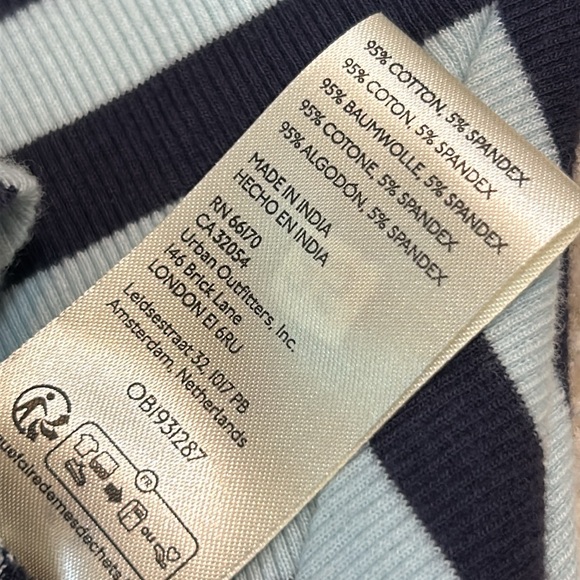 95% COTTON, 5% SPANDEX
95% COTON, 5% SPANDEX
95% BAUMWOLLE, 5% SPANDEX
95% COTONE, 5% SPANDEX
95% ALGODÓN, 5% SPANDEX
MADE IN INDIA
HECHO EN INDIA
RN 66170
CA 32054
Urban Outfitters, Inc.
146 Brick Lane
LONDON E1 6RU
Leidsestraat 32, 1017 PB
Amsterdam, Netherlands
OB1931287
FR
ou
quefairedemesdechets.